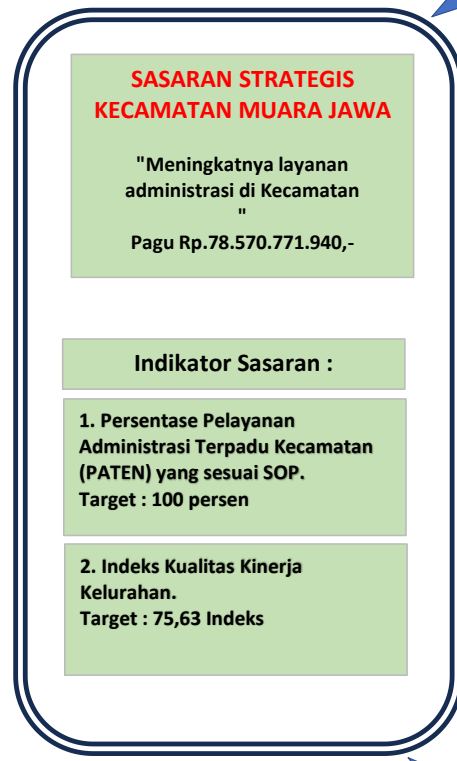 SASARAN STRATEGIS
KECAMATAN MUARA JAWA
"Meningkatnya layanan
administrasi di Kecamatan
"
Pagu Rp.78.570.771.940,-
Indikator Sasaran :
1. Persentase Pelayanan
Administrasi Terpadu Kecamatan
(PATEN) yang sesuai SOP.
Target : 100 persen
2. Indeks Kualitas Kinerja
Kelurahan.
Target : 75,63 Indeks